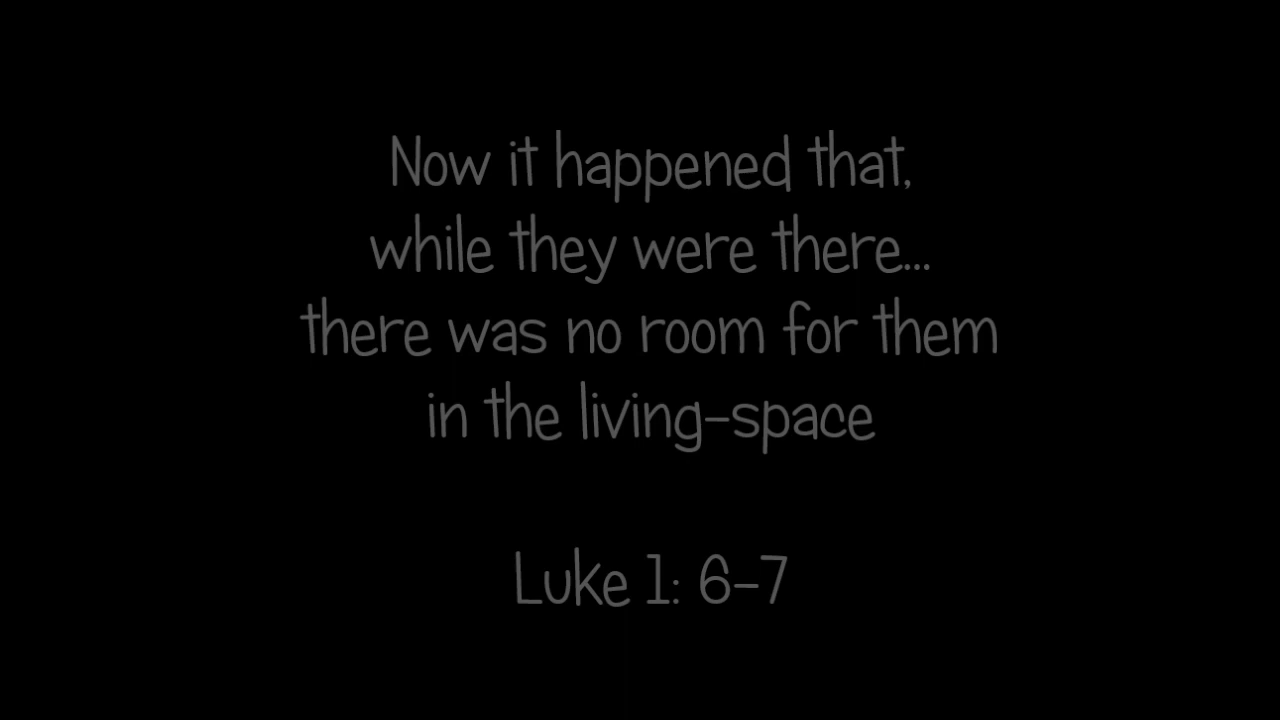 Now it happened that,
while they were there...
there was no room for them
in the living-space
Luke 1: 6-7